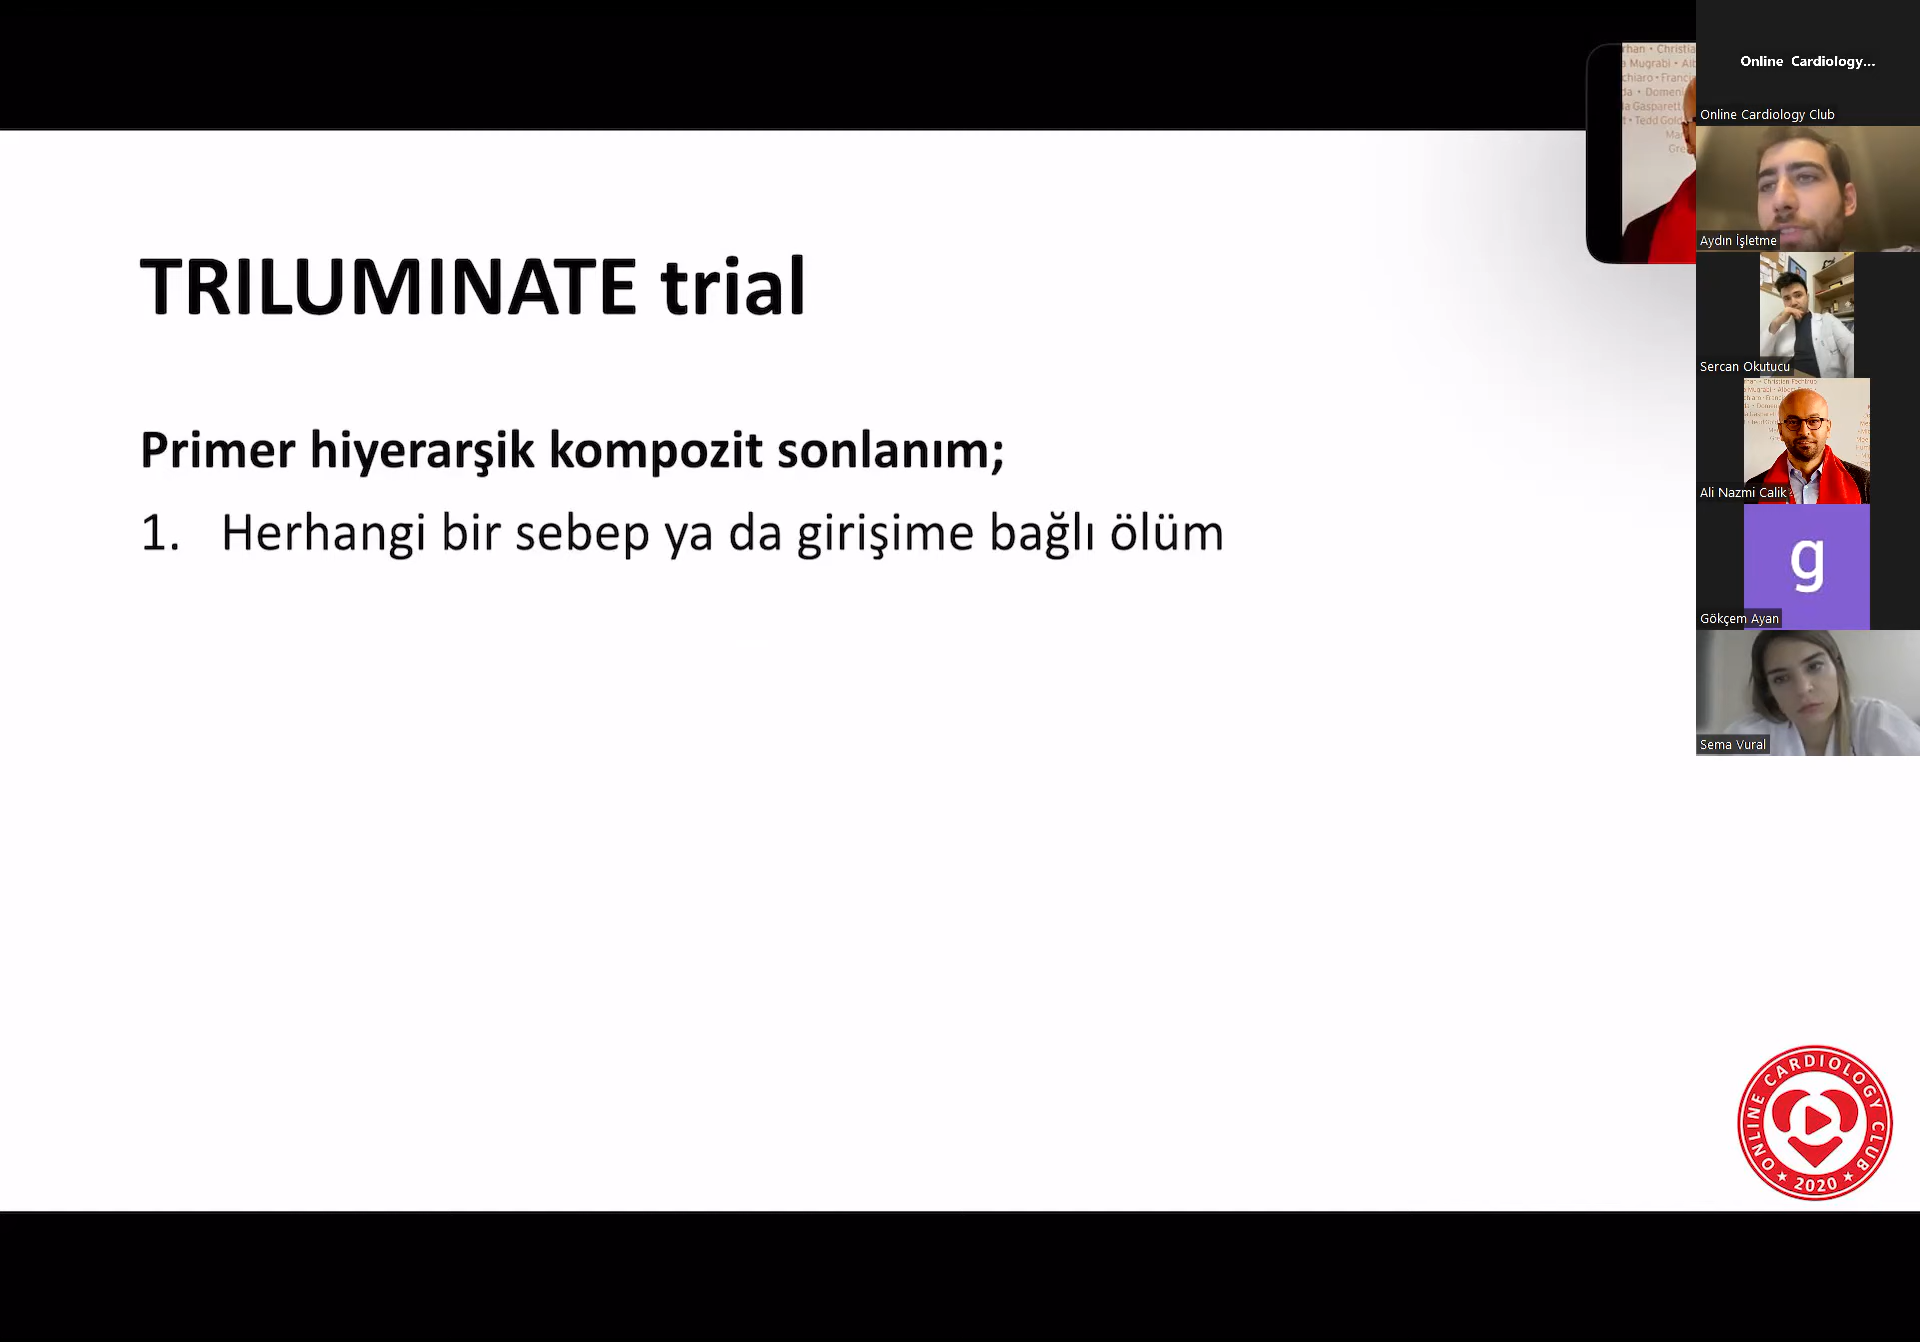 TRILUMINATE trial
Primer hiyerarşik kompozit sonlanım;
1. Herhangi bir sebep ya da girişime bağlı ölüm
Online Cardiology...
Online Cardiology Club
Aydın İşletme
Sercan Okutucu
Ali Nazmi Calik
g
Gökçem Ayan
Sema Vural
ONLINE CARDIOLOGY CLUB
2020